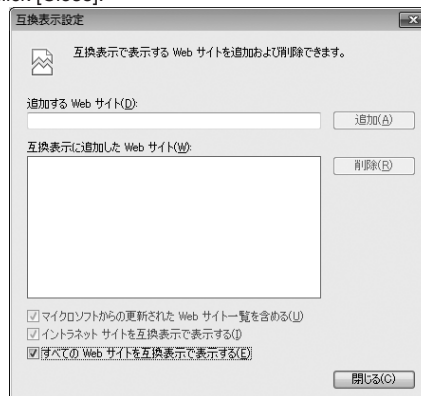 click [Close].
互換表示設定
互換表示で表示する Web サイトを追加および削除できます。
追加する Web サイト(D):
追加(A)
互換表示に追加した Web サイト(W):
削除(R)
マイクロソフトからの更新された Web サイト一覧を含める(U)
イントラネット サイトを互換表示で表示する(I)
すべての Web サイトを互換表示で表示する(E)
閉じる(C)